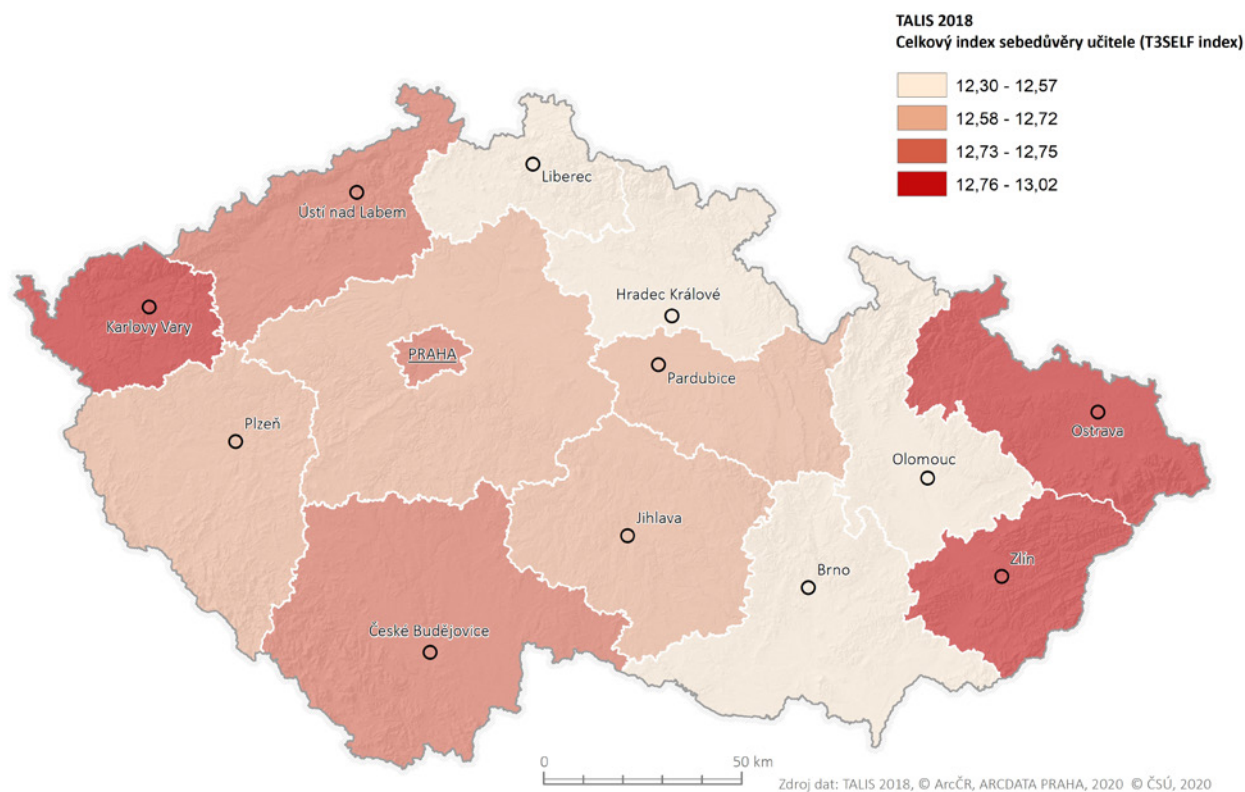 TALIS 2018
Celkový index sebedůvěry učitele (T3SELF index)
12,30 - 12,57
12,58 - 12,72
12,73 - 12,75
12,76 - 13,02
Liberec
Ústí nad Labem
Karlovy Vary
Hradec Králové
PRAHA
Pardubice
Plzeň
Ostrava
Olomouc
Jihlava
Brno
Zlín
České Budějovice
0 50 km
Zdroj dat: TALIS 2018, © ArcČR, ARCDATA PRAHA, 2020 © ČSÚ, 2020